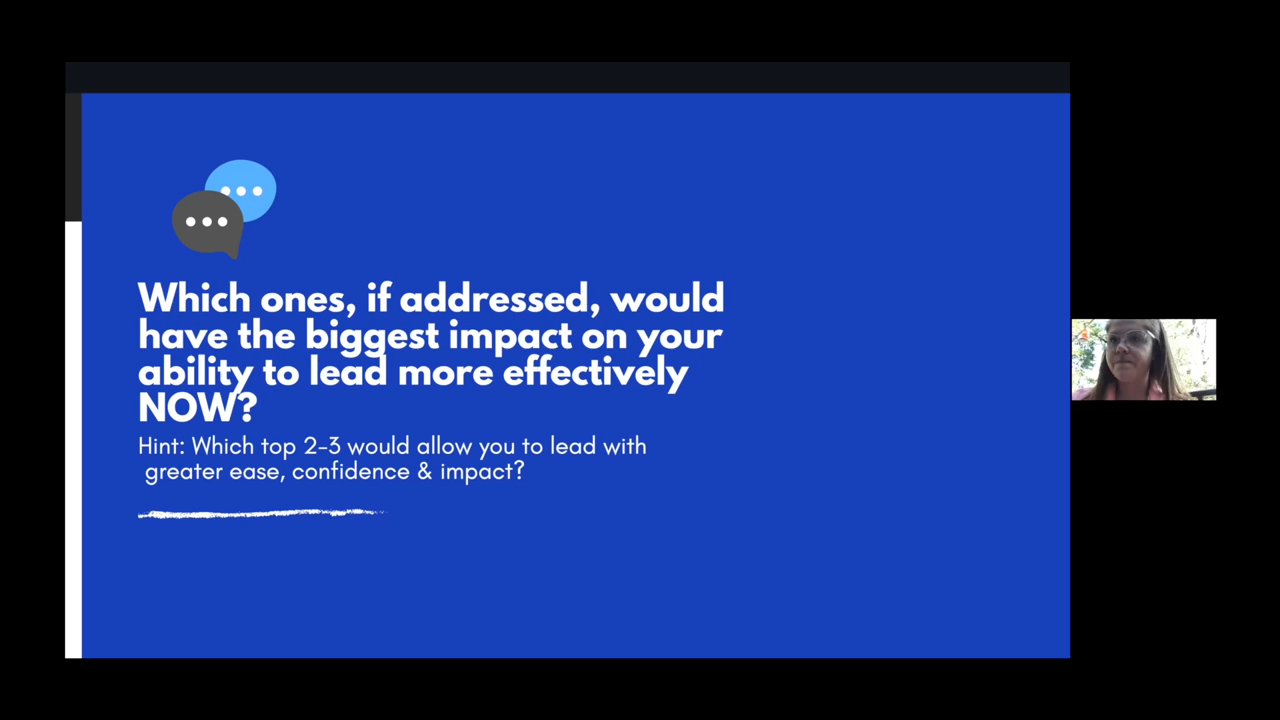 Which ones, if addressed, would
have the biggest impact on your
ability to lead more effectively
NOW?
Hint: Which top 2-3 would allow you to lead with
greater ease, confidence & impact?